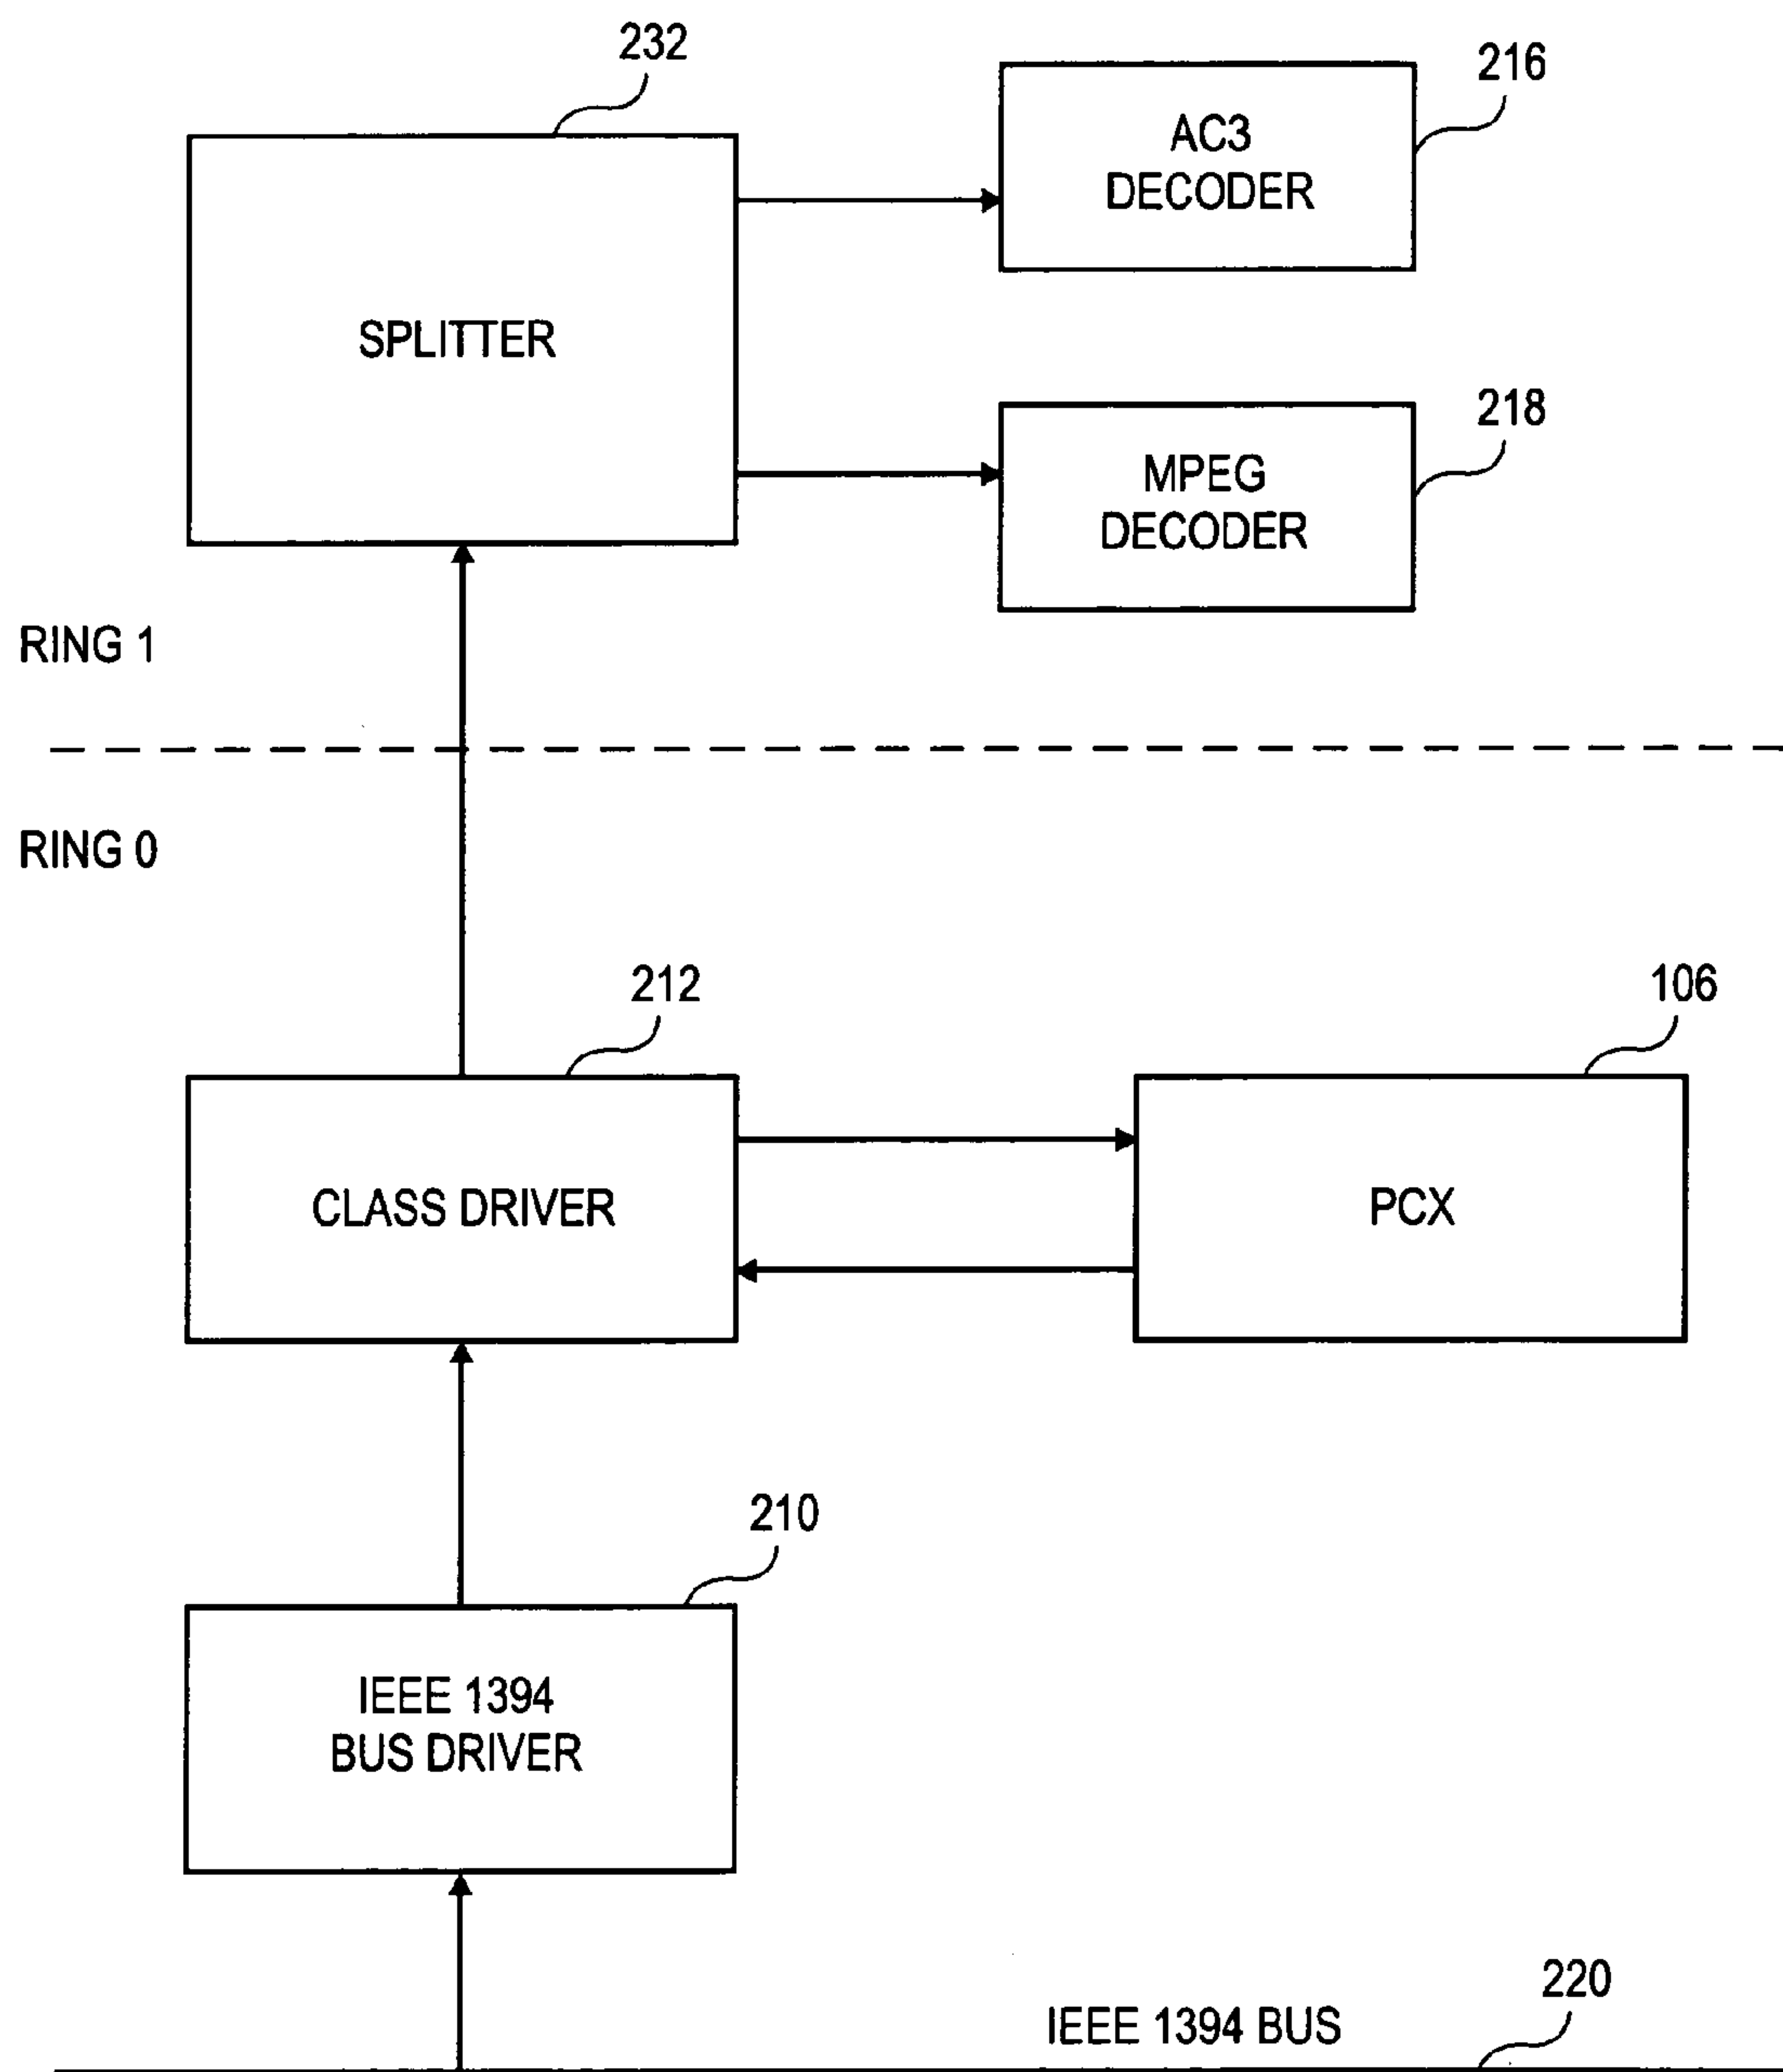 232
216
AC3
DECODER
SPLITTER
218
MPEG
DECODER
RING 1
RING 0
212
106
CLASS DRIVER
PCX
210
IEEE 1394
BUS DRIVER
220
IEEE 1394 BUS